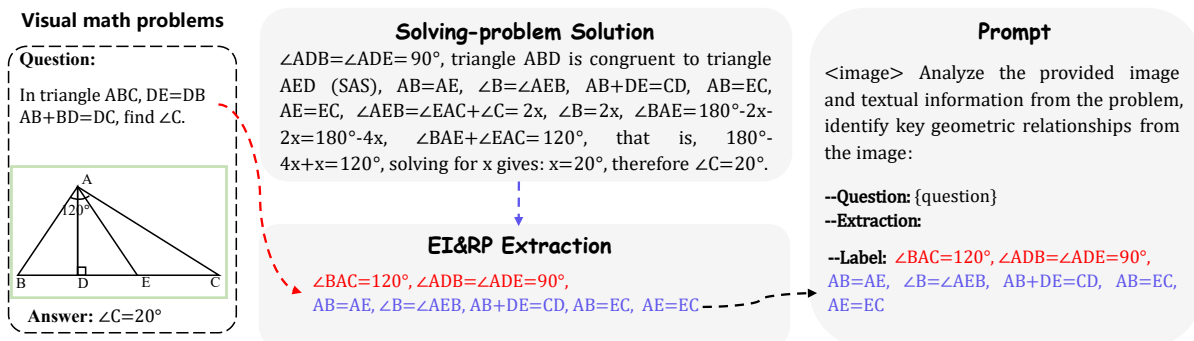 Visual math problems
Question:
In triangle ABC, DE=DB
AB+BD=DC, find ∠C.
A
120°
B
D
E
C
Answer: ∠C=20°
Solving-problem Solution
∠ADB=∠ADE=90°, triangle ABD is congruent to triangle
AED (SAS), AB=AE, ∠B=∠AEB, AB+DE=CD, AB=EC,
AE=EC, ∠AEB=∠EAC+∠C=2x, ∠B=2x, ∠BAE=180°-2x-
2x=180°-4x, ∠BAE+∠EAC=120°, that is, 180°-
4x+x=120°, solving for x gives: x=20°, therefore ∠C=20°.
EI&RP Extraction
∠BAC=120°, ∠ADB=∠ADE=90°,
AB=AE, ∠B=∠AEB, AB+DE=CD, AB=EC, AE=EC
Prompt
<image> Analyze the provided image
and textual information from the problem,
identify key geometric relationships from
the image:
--Question: {question}
--Extraction:
--Label: ∠BAC=120°, ∠ADB=∠ADE=90°,
AB=AE, ∠B=∠AEB, AB+DE=CD, AB=EC,
AE=EC